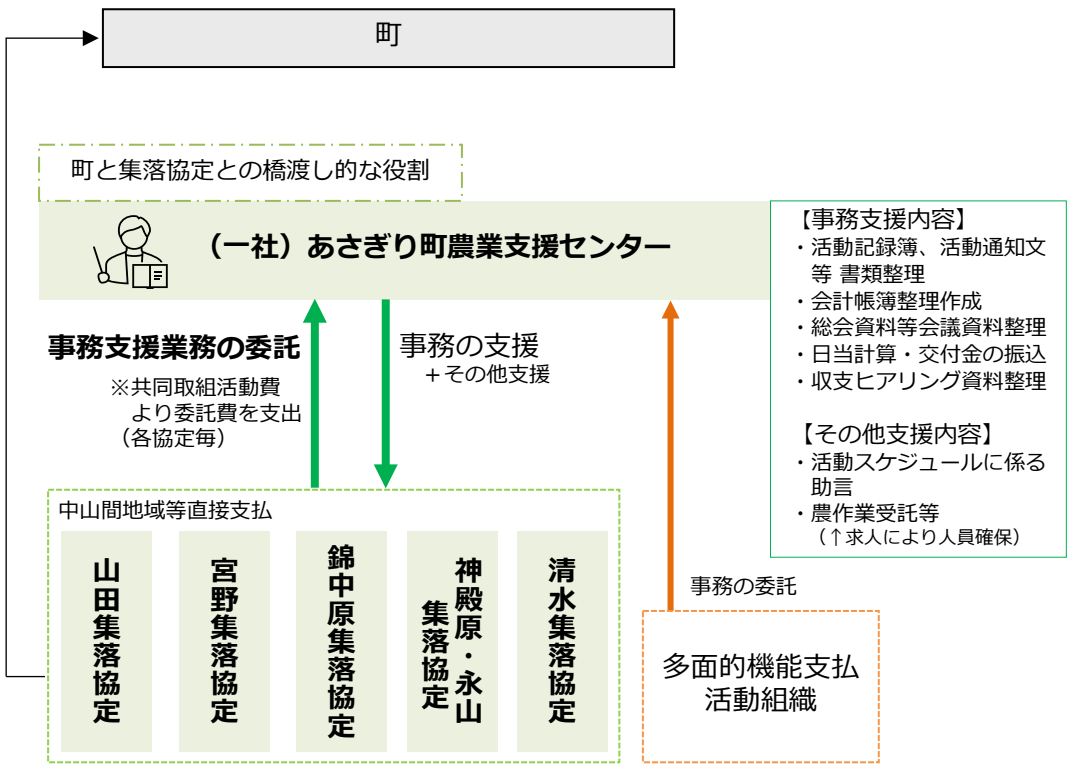 町
町と集落協定との橋渡し的な役割
（一社）あさぎり町農業支援センター
【事務支援内容】
・活動記録簿、活動通知文
等 書類整理
・会計帳簿整理作成
・総会資料等会議資料整理
・日当計算・交付金の振込
・収支ヒアリング資料整理
【その他支援内容】
・活動スケジュールに係る
助言
・農作業受託等
（↑求人により人員確保）
事務支援業務の委託
※共同取組活動費
より委託費を支出
（各協定毎）
事務の支援
＋その他支援
中山間地域等直接支払
山田集落協定
宮野集落協定
錦中原集落協定
神殿原・永山
集落協定
清水集落協定
事務の委託
多面的機能支払
活動組織